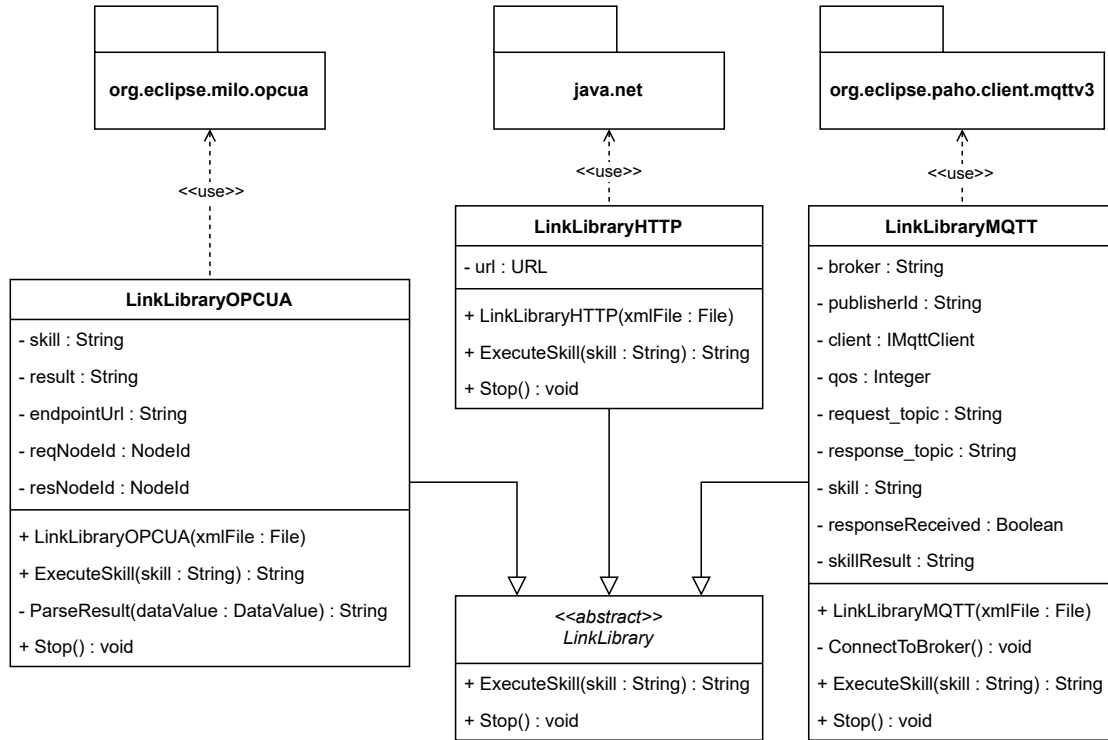 org.eclipse.milo.opcua
java.net
org.eclipse.paho.client.mqttv3
<<use>>
<<use>>
<<use>>
LinkLibraryOPCUA
- skill : String
- result : String
- endpointUrl : String
- reqNodeId : NodeId
- resNodeId : NodeId
+ LinkLibraryOPCUA(xmlFile : File)
+ ExecuteSkill(skill : String) : String
- ParseResult(dataValue : DataValue) : String
+ Stop() : void
LinkLibraryHTTP
- url : URL
+ LinkLibraryHTTP(xmlFile : File)
+ ExecuteSkill(skill : String) : String
+ Stop() : void
<<abstract>>
LinkLibrary
+ ExecuteSkill(skill : String) : String
+ Stop() : void
LinkLibraryMQTT
- broker : String
- publisherId : String
- client : IMqttClient
- qos : Integer
- request_topic : String
- response_topic : String
- skill : String
- responseReceived : Boolean
- skillResult : String
+ LinkLibraryMQTT(xmlFile : File)
- ConnectToBroker() : void
+ ExecuteSkill(skill : String) : String
+ Stop() : void